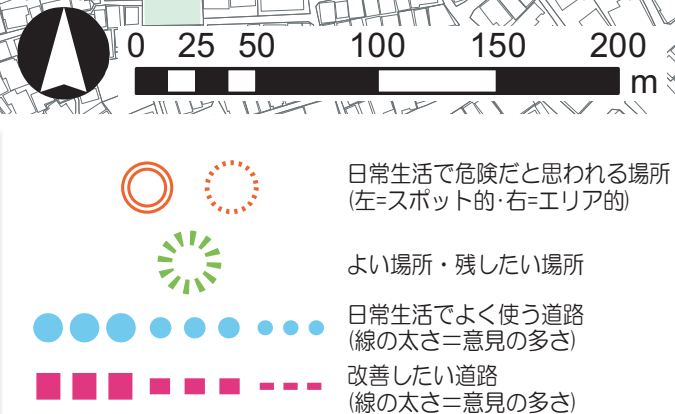 0 25 50 100 150 200
m
日常生活で危険だと思われる場所
(左=スポット的・右=エリア的)
よい場所・残したい場所
日常生活でよく使う道路
(線の太さ＝意見の多さ)
改善したい道路
(線の太さ＝意見の多さ)